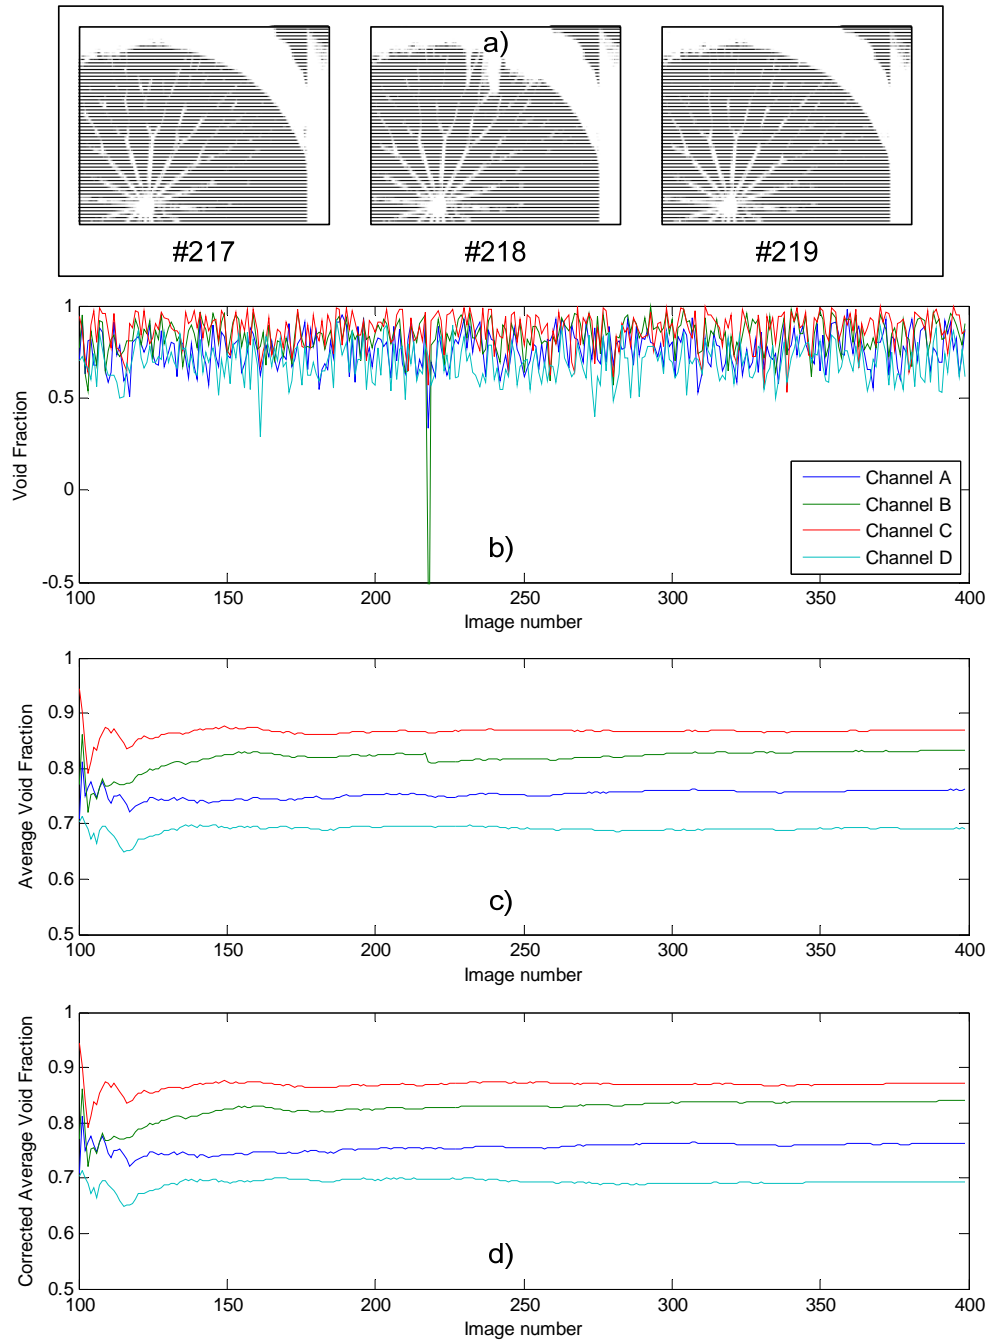 a)
#217 #218 #219
1
0.5
0
-0.5
Void Fraction
Channel A
Channel B
Channel C
Channel D
b)
100 150 200 250 300 350 400
Image number
1
0.9
0.8
0.7
0.6
0.5
Average Void Fraction
c)
100 150 200 250 300 350 400
Image number
1
0.9
0.8
0.7
0.6
0.5
Corrected Average Void Fraction
d)
100 150 200 250 300 350 400
Image number